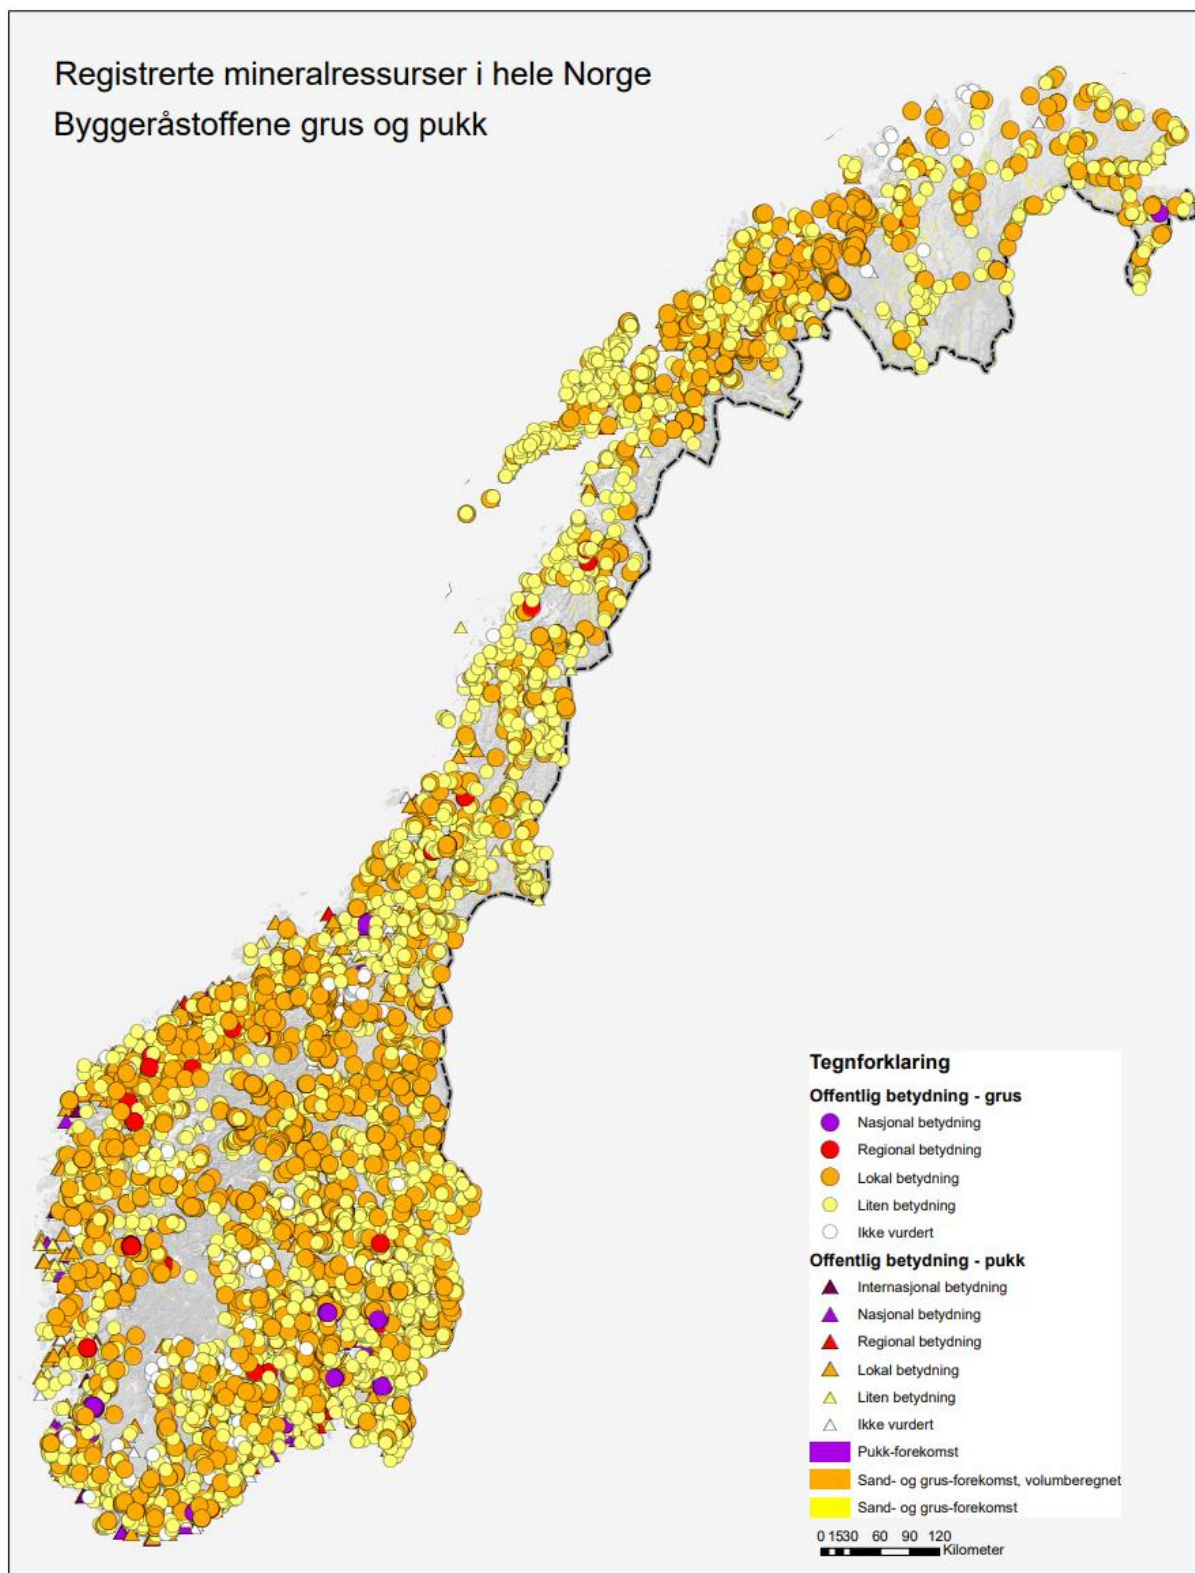 Registrerte mineralressurser i hele Norge
Byggeråstoffene grus og pukk
Tegnforklaring
Offentlig betydning - grus
Nasjonal betydning
Regional betydning
Lokal betydning
Liten betydning
Ikke vurdert
Offentlig betydning - pukk
Internasjonal betydning
Nasjonal betydning
Regional betydning
Lokal betydning
Liten betydning
Ikke vurdert
Pukk-forekomst
Sand- og grus-forekomst, volumberegnet
Sand- og grus-forekomst
0 1530 60 90 120
Kilometer